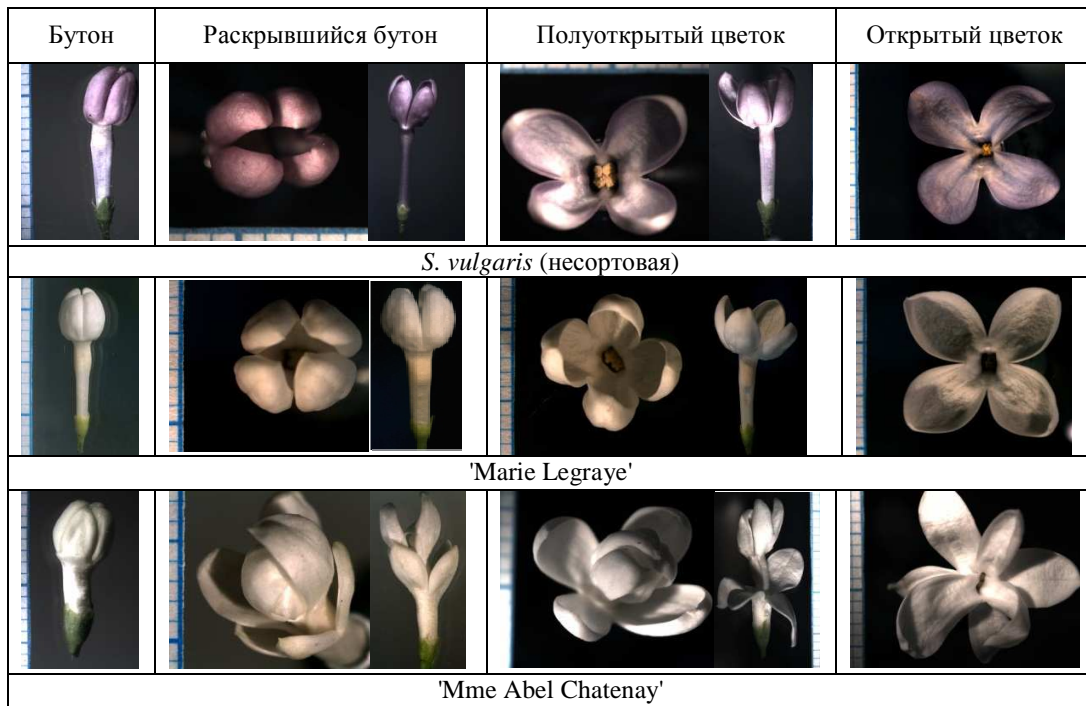 Бутон
Раскрывшийся бутон
Полуоткрытый цветок
Открытый цветок
S. vulgaris (несортовая)
'Marie Legraye'
'Mme Abel Chatenay'